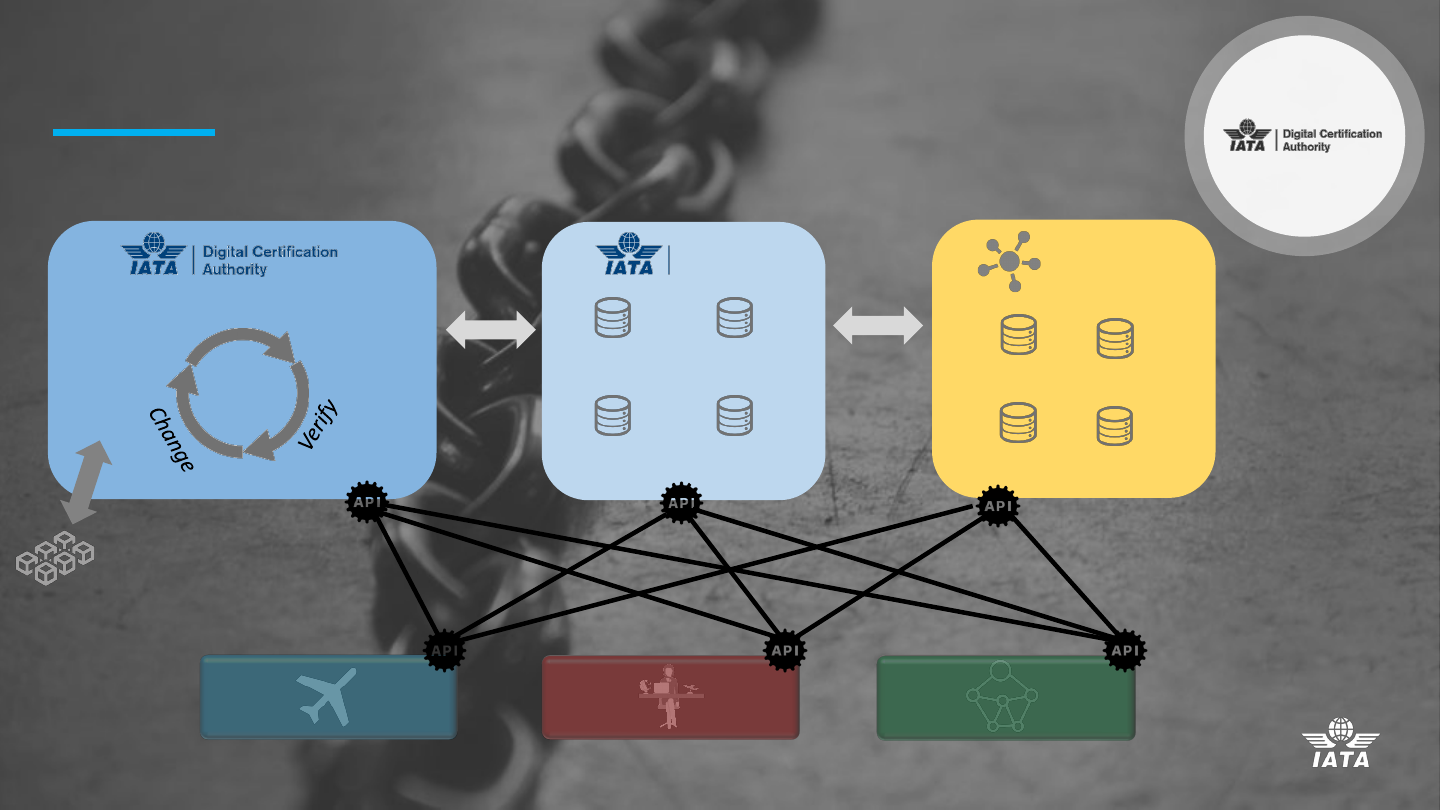 IATA
Digital Certification
Authority
IATA
Digital Certification
Authority
IATA
Change
Verify
API
API
API
API
API
API
IATA